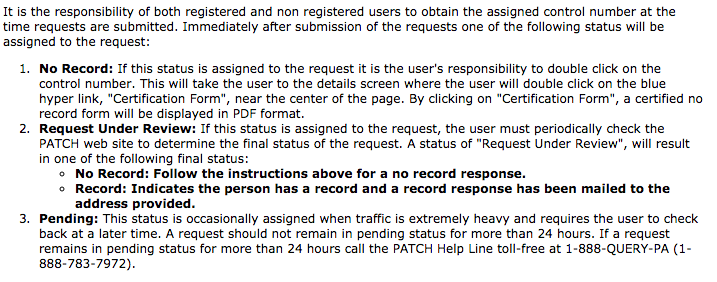 It is the responsibility of both registered and non registered users to obtain the assigned control number at the
time requests are submitted. Immediately after submission of the requests one of the following status will be
assigned to the request:
1. No Record: If this status is assigned to the request it is the user's responsibility to double click on the
control number. This will take the user to the details screen where the user will double click on the blue
hyper link, "Certification Form", near the center of the page. By clicking on "Certification Form", a certified no
record form will be displayed in PDF format.
2. Request Under Review: If this status is assigned to the request, the user must periodically check the
PATCH web site to determine the final status of the request. A status of "Request Under Review", will result
in one of the following final status:
◦ No Record: Follow the instructions above for a no record response.
◦ Record: Indicates the person has a record and a record response has been mailed to the
address provided.
3. Pending: This status is occasionally assigned when traffic is extremely heavy and requires the user to check
back at a later time. A request should not remain in pending status for more than 24 hours. If a request
remains in pending status for more than 24 hours call the PATCH Help Line toll-free at 1-888-QUERY-PA (1-
888-783-7972).